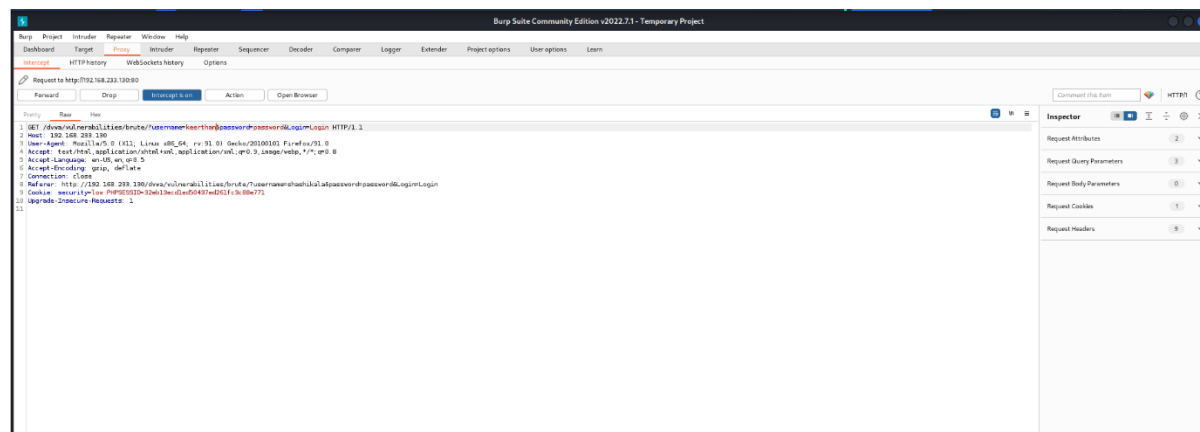 Burp Suite Community Edition v2022.7.1 - Temporary Project
Burp Project Intruder Repeater Window Help
Dashboard Target Proxy Intruder Repeater Sequencer Decoder Comparer Logger Extender Project options User options Learn
Intercept HTTP history WebSockets history Options
Request to http://192.168.233.130:80
Forward Drop Intercept is on Action Open Browser Comment this item HTTP/1
Pretty Raw Hex
Inspector
1 GET /dvwa/vulnerabilities/brute/?username=keerthan&password=password&Login=Login HTTP/1.1
2 Host: 192.168.233.130
3 User-Agent: Mozilla/5.0 (X11; Linux x86_64; rv:91.0) Gecko/20100101 Firefox/91.0
4 Accept: text/html,application/xhtml+xml,application/xml;q=0.9,image/webp,*/*;q=0.8
5 Accept-Language: en-US,en;q=0.5
6 Accept-Encoding: gzip, deflate
7 Connection: close
8 Referer: http://192.168.233.130/dvwa/vulnerabilities/brute/?username=shashikala&password=password&Login=Login
9 Cookie: security=low
10 Upgrade-Insecure-Requests: 1
11
Request Attributes 2
Request Query Parameters 3
Request Body Parameters 0
Request Cookies 1
Request Headers 9